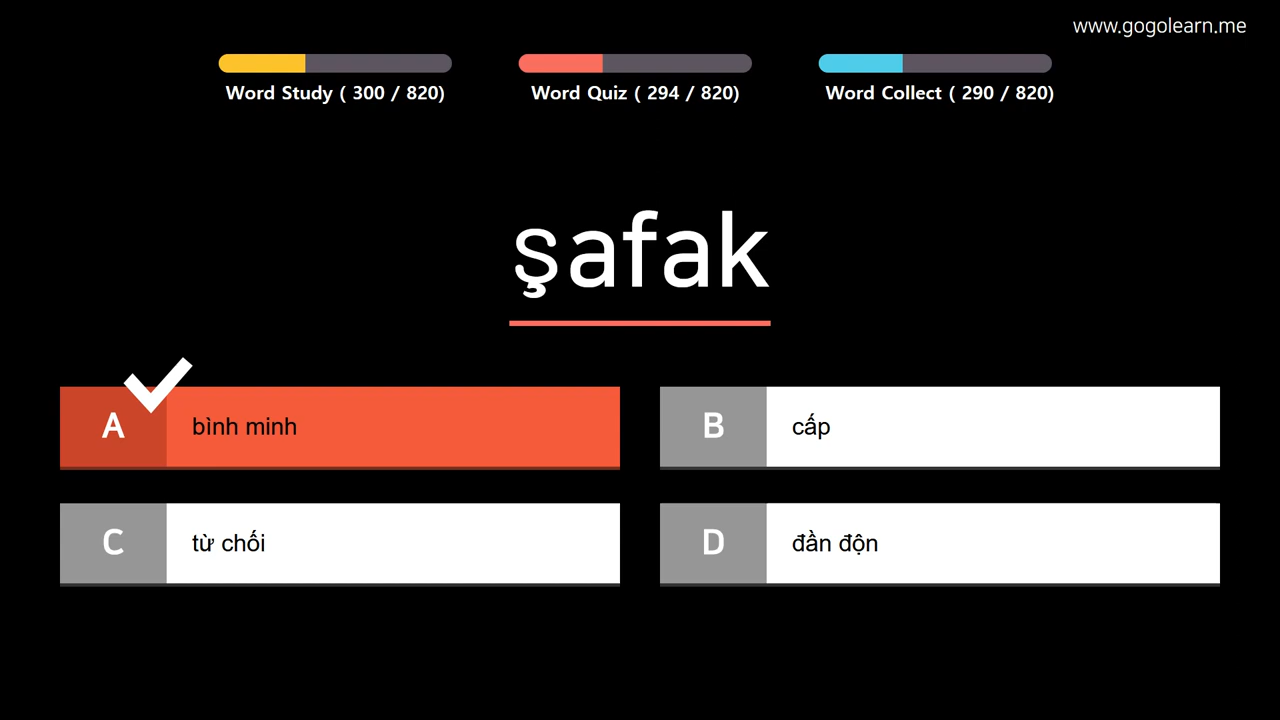 www.gogolearn.me
Word Study ( 300 / 820)
Word Quiz ( 294 / 820)
Word Collect ( 290 / 820)
şafak
A
bình minh
B
cấp
C
từ chối
D
đần độn